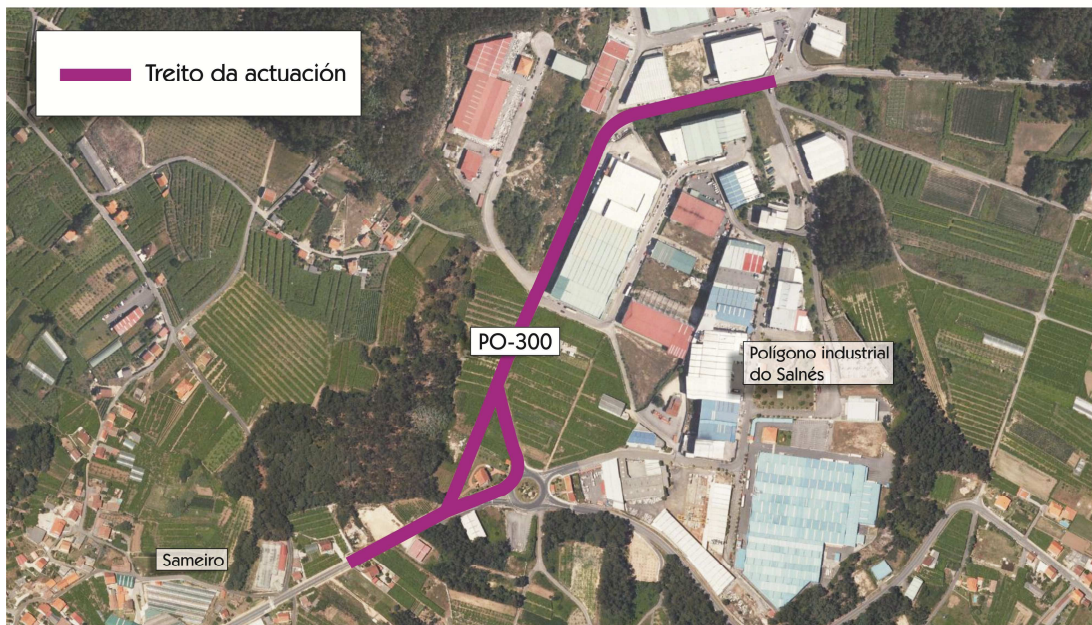 Treito da actuación
PO-300
Polígono industrial
do Salnés
Sameiro